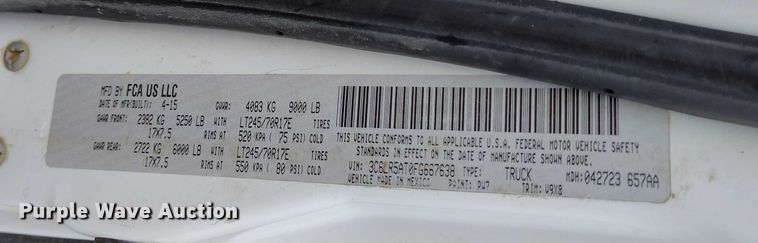 MFD BY FCA US LLC
DATE OF MFR(BUILT): 4-15 GVWR: 4083 KG 9000 LB
GAWR FRONT: 2382 KG 5250 LB WITH LT245/70R17E TIRES
17X7.5 RIMS AT 520 KPA ( 75 PSI) COLD
GAWR REAR: 2722 KG 6000 LB WITH LT245/70R17E TIRES
17X7.5 RIMS AT 550 KPA ( 80 PSI) COLD
THIS VEHICLE CONFORMS TO ALL APPLICABLE U.S.A. FEDERAL MOTOR VEHICLE SAFETY
STANDARDS IN EFFECT ON THE DATE OF MANUFACTURE SHOWN ABOVE.
VIN: 3C6LR5AT0FG667638 TYPE: TRUCK MDH: 042723 657AA
VEHICLE MADE IN MEXICO PAINT: PW7 TRIM: V9X8
Purple Wave Auction